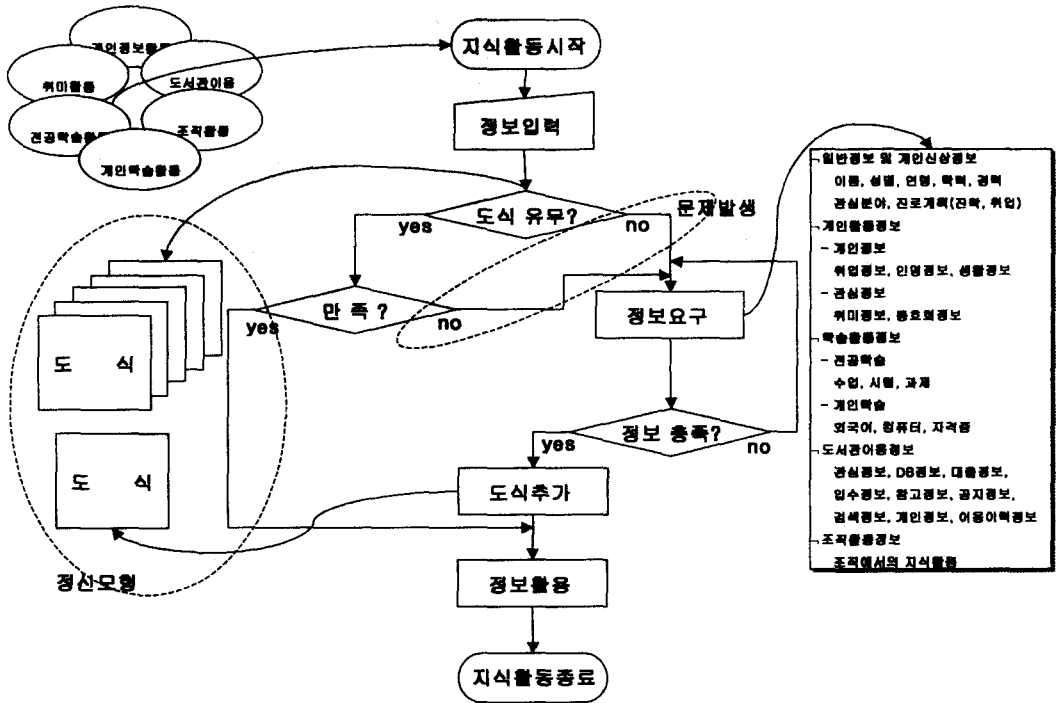 개인정보활동
취미활동
도서관이용
전공학습활동
조직활동
개인학습활동
지식활동시작
정보입력
도식 유무?
yes
no
문제발생
만 족 ?
yes
no
정보요구
정보 충족?
yes
no
도식추가
정보활용
지식활동종료
도 식
도 식
정신모형
일반정보 및 개인신상정보
이름, 성별, 연령, 학력, 경력
관심분야, 진로계획(진학, 취업)
개인활동정보
- 개인정보
취업정보, 인명정보, 생활정보
- 관심정보
취미정보, 동호회정보
학습활동정보
- 전공학습
수업, 시험, 과제
- 개인학습
외국어, 컴퓨터, 자격증
도서관이용정보
관심정보, DB정보, 대출정보,
입수정보, 참고정보, 공지정보,
검색정보, 개인정보, 이용이력정보
조직활동정보
조직에서의 지식활동